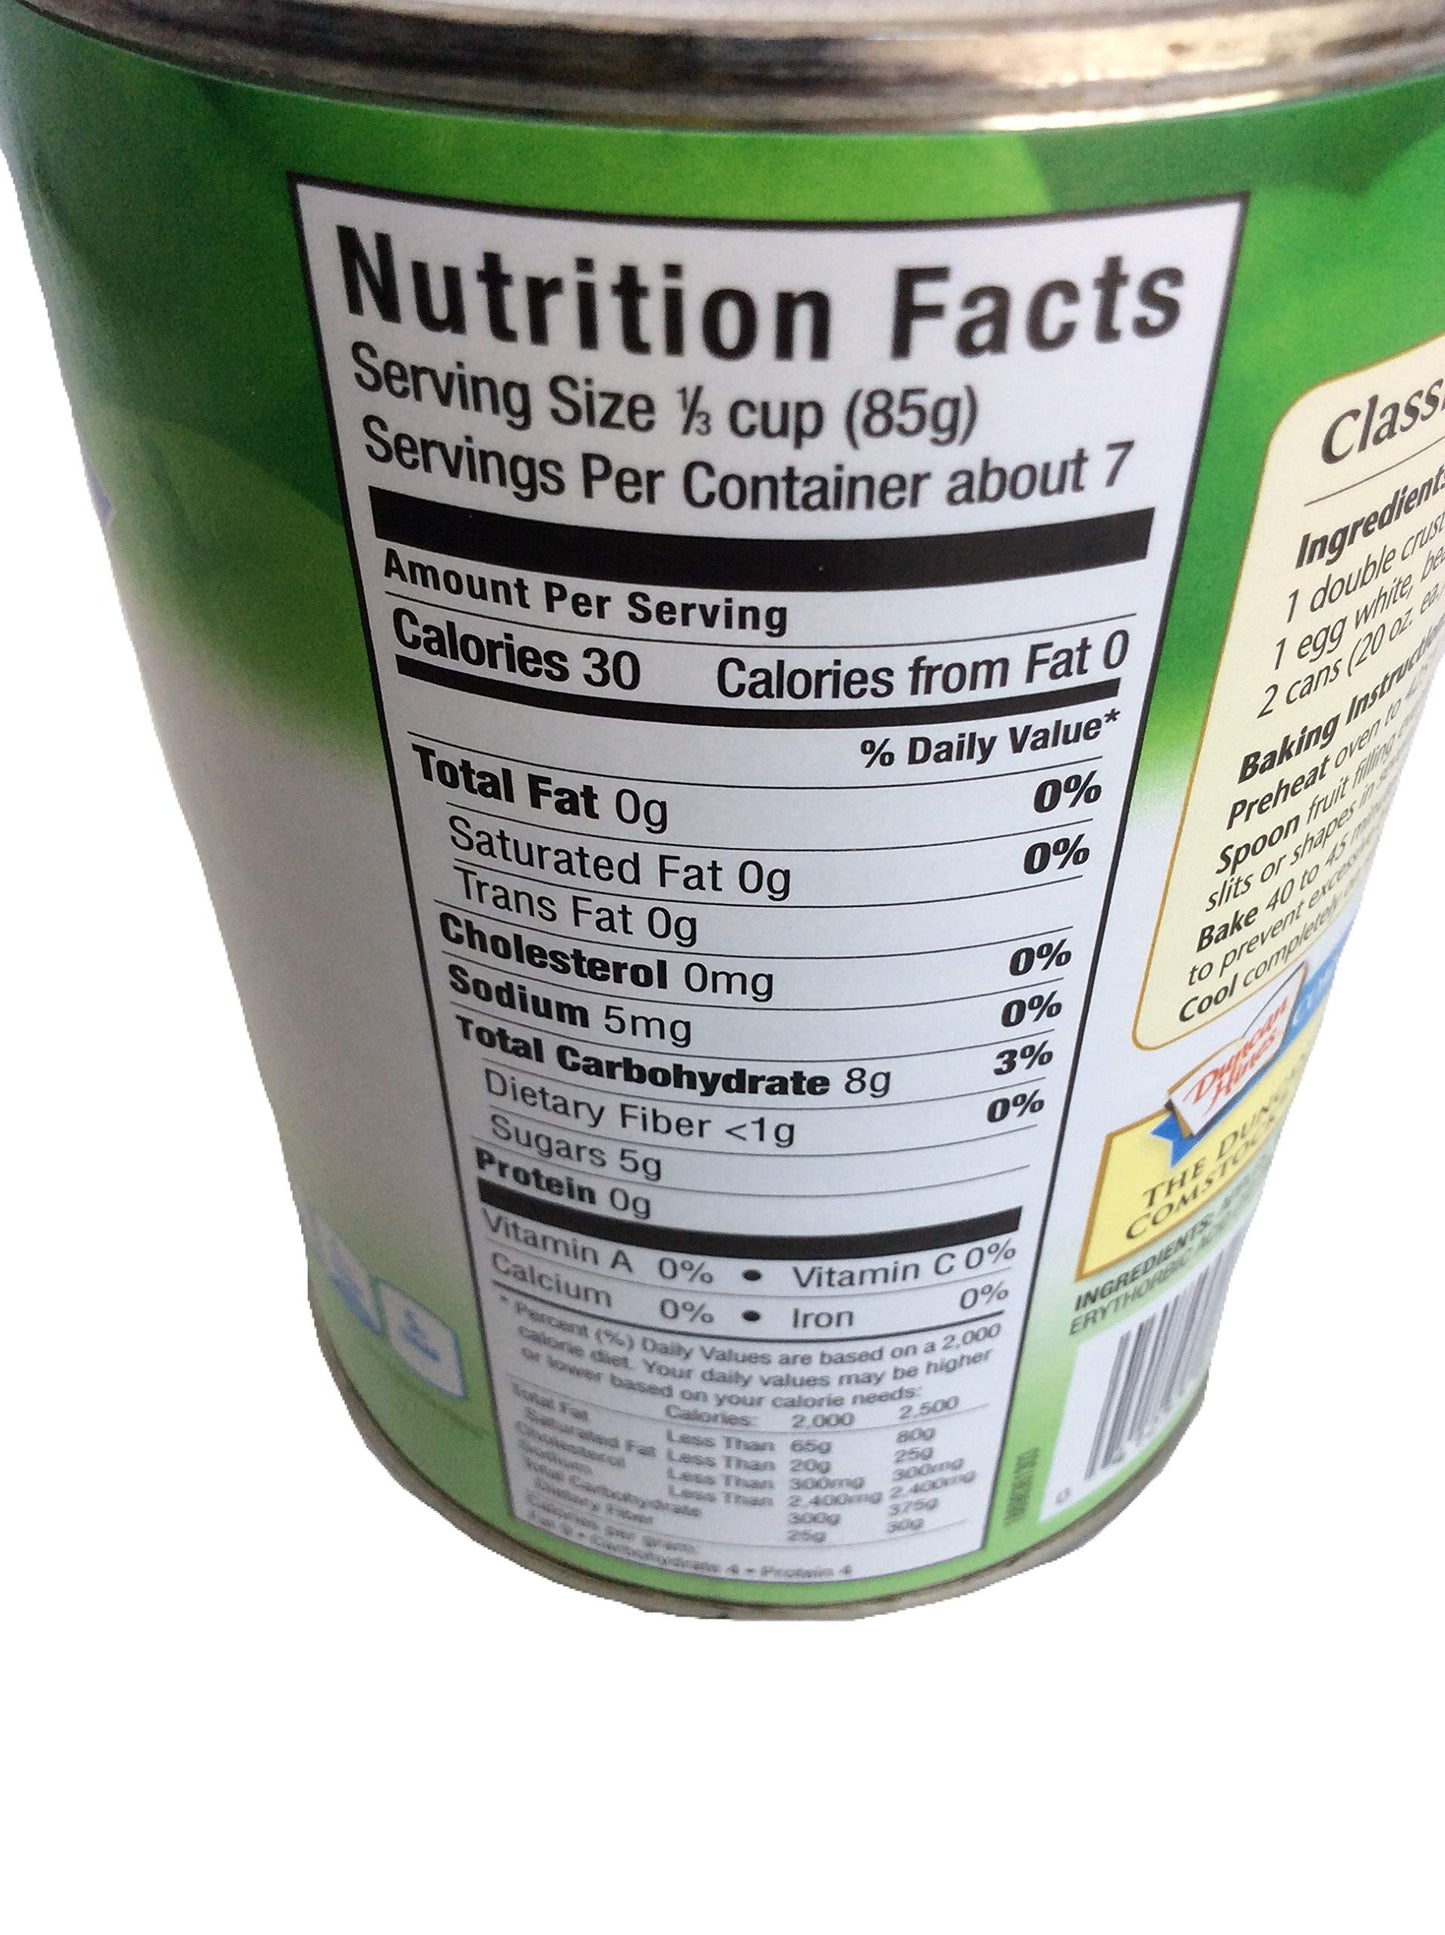 Nutrition Facts
Serving Size ⅓ cup (85g)
Servings Per Container about 7
Amount Per Serving
Calories 30 Calories from Fat 0
% Daily Value*
Total Fat 0g 0%
Saturated Fat 0g 0%
Trans Fat 0g
Cholesterol 0mg 0%
Sodium 5mg 0%
Total Carbohydrate 8g 3%
Dietary Fiber <1g 0%
Sugars 5g
Protein 0g
Vitamin A 0% • Vitamin C 0%
Calcium 0% • Iron 0%
* Percent (%) Daily Values are based on a 2,000
calorie diet. Your daily values may be higher
or lower based on your calorie needs:
Calories: 2,000 2,500
Total Fat Less Than 65g 80g
Saturated Fat Less Than 20g 25g
Cholesterol Less Than 300mg 300mg
Sodium Less Than 2,400mg 2,400mg
Total Carbohydrate 300g 375g
Dietary Fiber 25g 30g
Calories per gram:
Fat 9 • Carbohydrate 4 • Protein 4
Ingredients
1 double crust
1 egg white,
2 cans (20 oz. ea.
Baking
Preheat oven to
Spoon fruit filling
slits or shapes in
Bake 40 to 45
to prevent
Cool completely
Duncan
Hines
THE
INGREDIENTS: